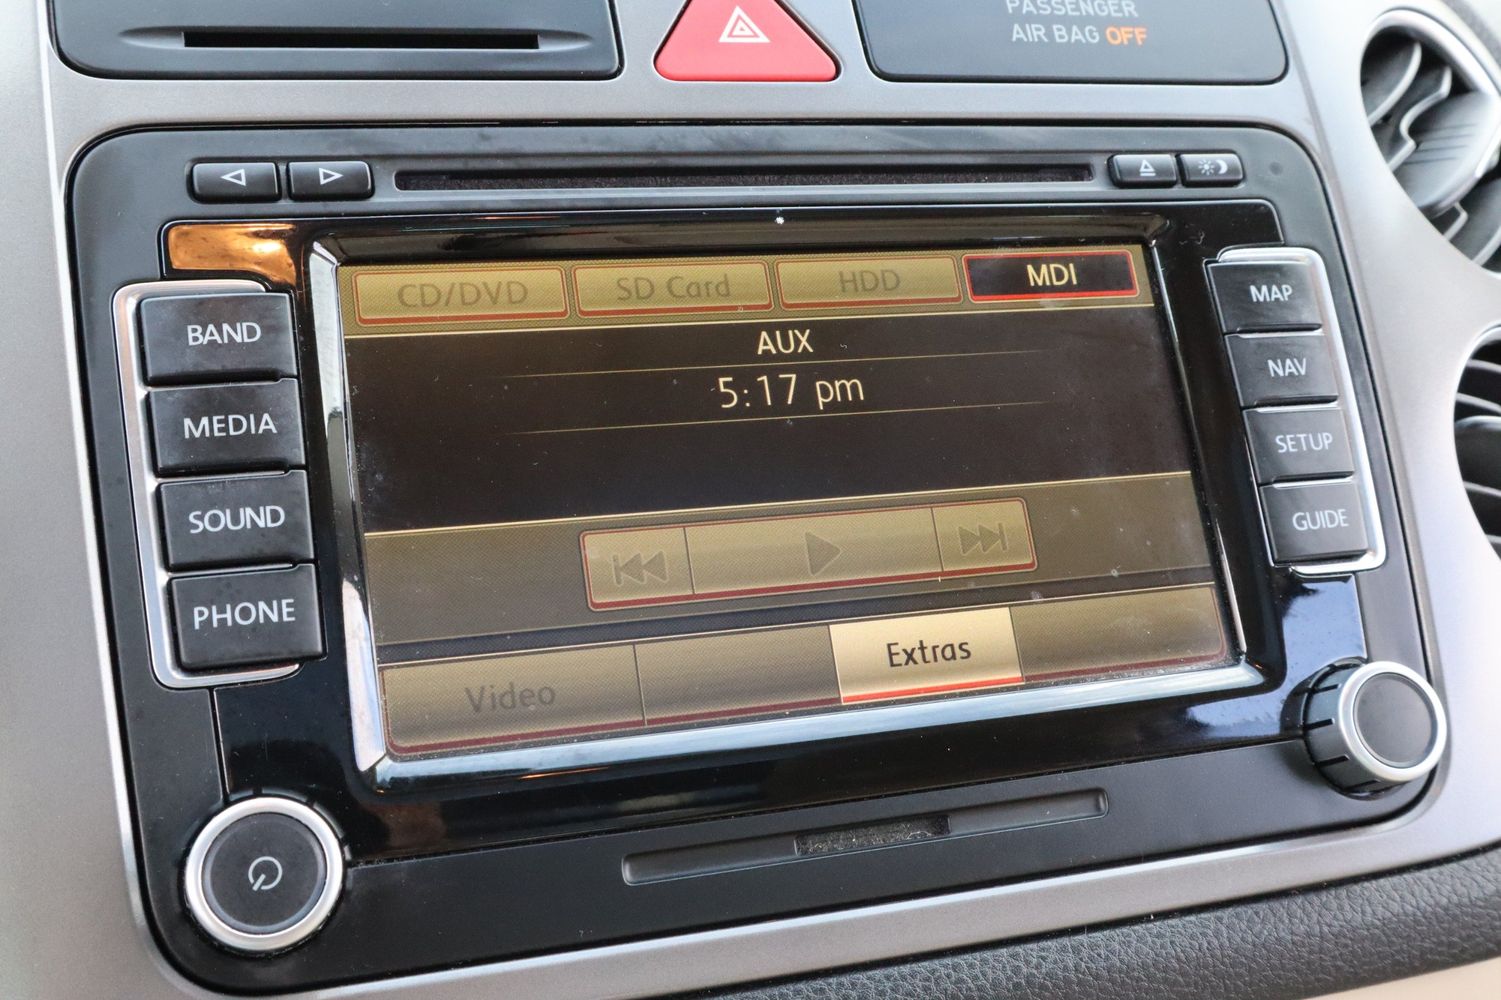 PASSENGER
AIR BAG OFF
CD/DVD SD Card HDD MDI
AUX
5:17 pm
Video Extras
BAND
MEDIA
SOUND
PHONE
MAP
NAV
SETUP
GUIDE